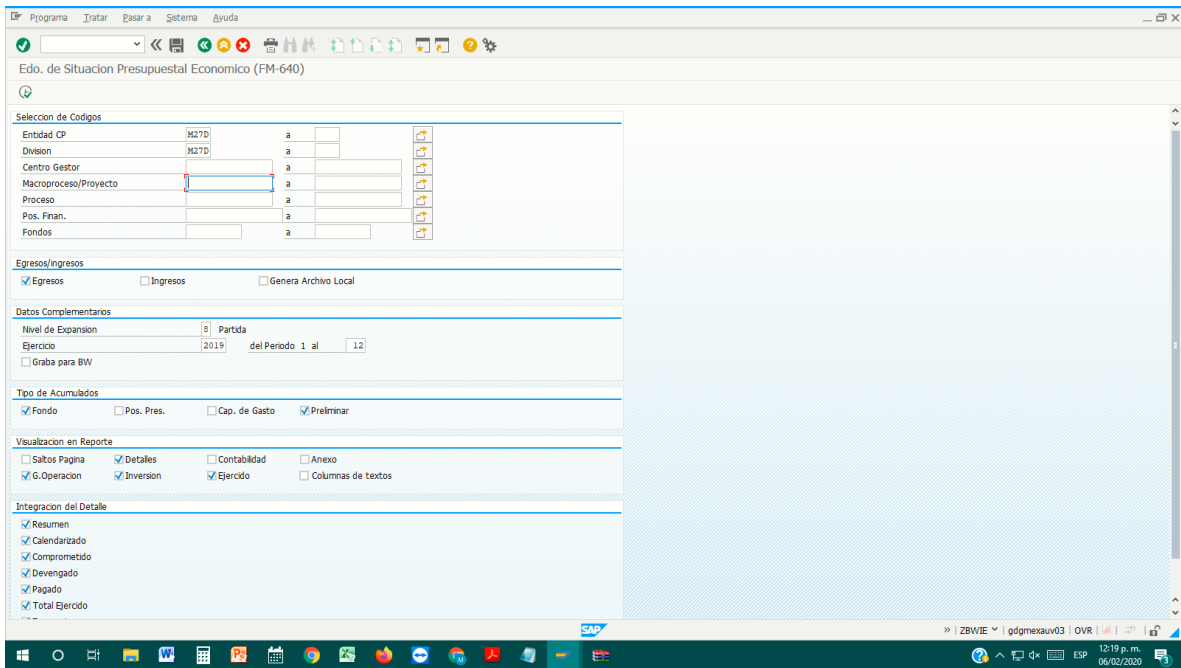 Programa Tratar Pasar a Sistema Ayuda
Edo. de Situacion Presupuestal Economico (FM-640)
Seleccion de Codigos
Entidad CP M27D a
Division M27D a
Centro Gestor a
Macroproceso/Proyecto a
Proceso a
Pos. Finan. a
Fondos a
Egresos/ingresos
Egresos Ingresos Genera Archivo Local
Datos Complementarios
Nivel de Expansion 8 Partida
Ejercicio 2019 del Periodo 1 al 12
Graba para BW
Tipo de Acumulados
Fondo Pos. Pres. Cap. de Gasto Preliminar
Visualizacion en Reporte
Saltos Pagina Detalles Contabilidad Anexo
G.Operacion Inversion Ejercido Columnas de textos
Integracion del Detalle
Resumen
Calendarizado
Comprometido
Devengado
Pagado
Total Ejercido
SAP » ZBWIE gdgmexauv03 OVR
ESP 12:19 p. m.
06/02/2020